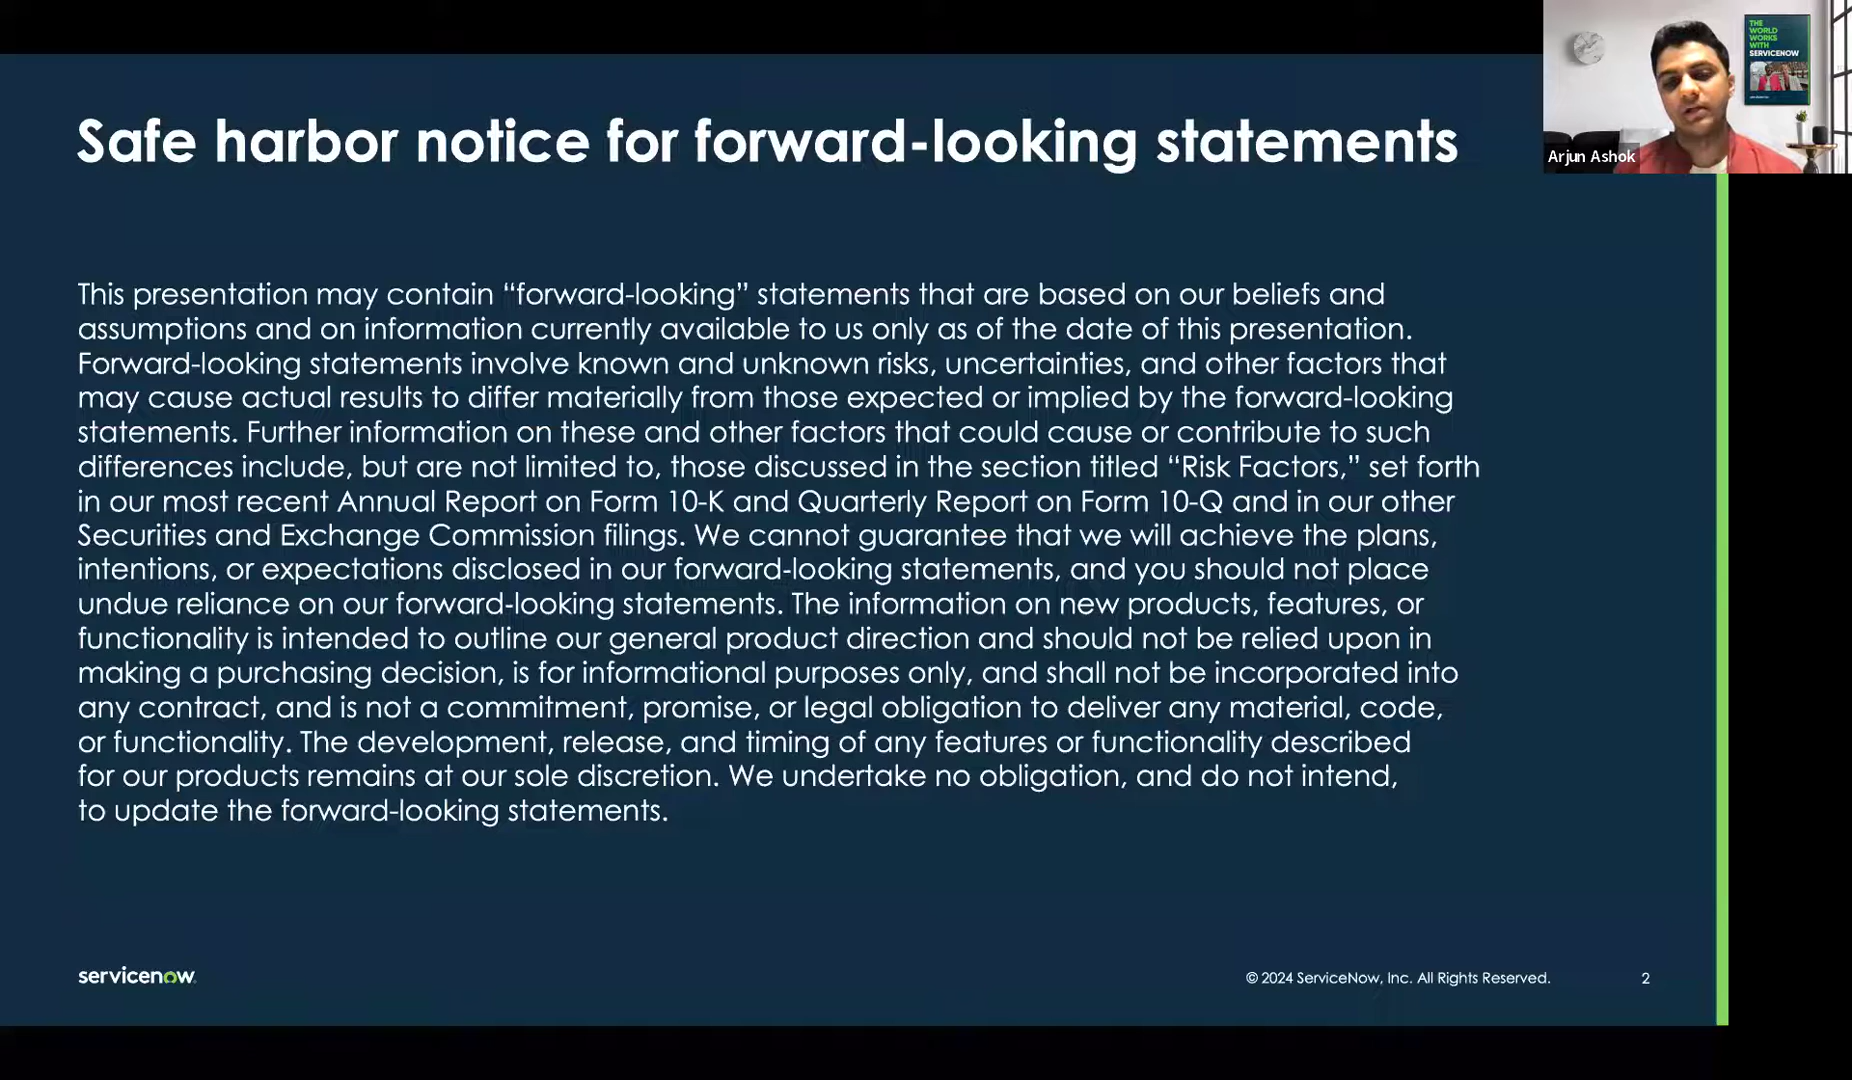 THE
WORLD
WORKS
WITH
SERVICENOW
Arjun Ashok
Safe harbor notice for forward-looking statements
This presentation may contain “forward-looking” statements that are based on our beliefs and
assumptions and on information currently available to us only as of the date of this presentation.
Forward-looking statements involve known and unknown risks, uncertainties, and other factors that
may cause actual results to differ materially from those expected or implied by the forward-looking
statements. Further information on these and other factors that could cause or contribute to such
differences include, but are not limited to, those discussed in the section titled “Risk Factors,” set forth
in our most recent Annual Report on Form 10-K and Quarterly Report on Form 10-Q and in our other
Securities and Exchange Commission filings. We cannot guarantee that we will achieve the plans,
intentions, or expectations disclosed in our forward-looking statements, and you should not place
undue reliance on our forward-looking statements. The information on new products, features, or
functionality is intended to outline our general product direction and should not be relied upon in
making a purchasing decision, is for informational purposes only, and shall not be incorporated into
any contract, and is not a commitment, promise, or legal obligation to deliver any material, code,
or functionality. The development, release, and timing of any features or functionality described
for our products remains at our sole discretion. We undertake no obligation, and do not intend,
to update the forward-looking statements.
servicenow
© 2024 ServiceNow, Inc. All Rights Reserved.
2